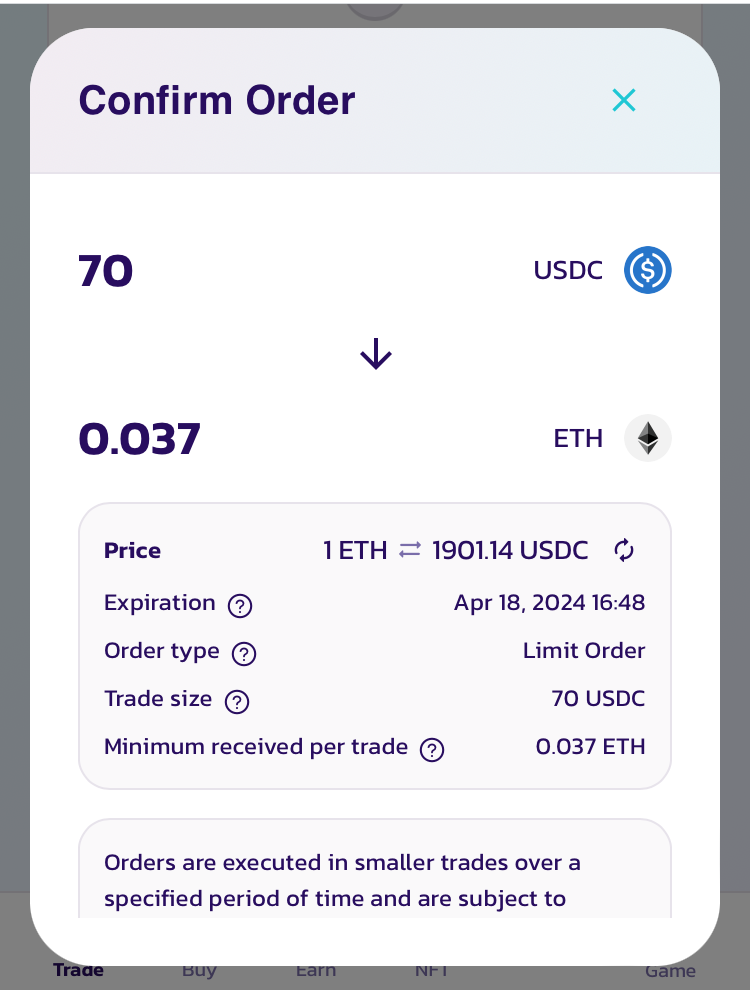 Confirm Order
70 USDC
0.037 ETH
Price 1 ETH ⇄ 1901.14 USDC
Expiration ? Apr 18, 2024 16:48
Order type ? Limit Order
Trade size ? 70 USDC
Minimum received per trade ? 0.037 ETH
Orders are executed in smaller trades over a
specified period of time and are subject to
Trade Buy Earn NFT Game